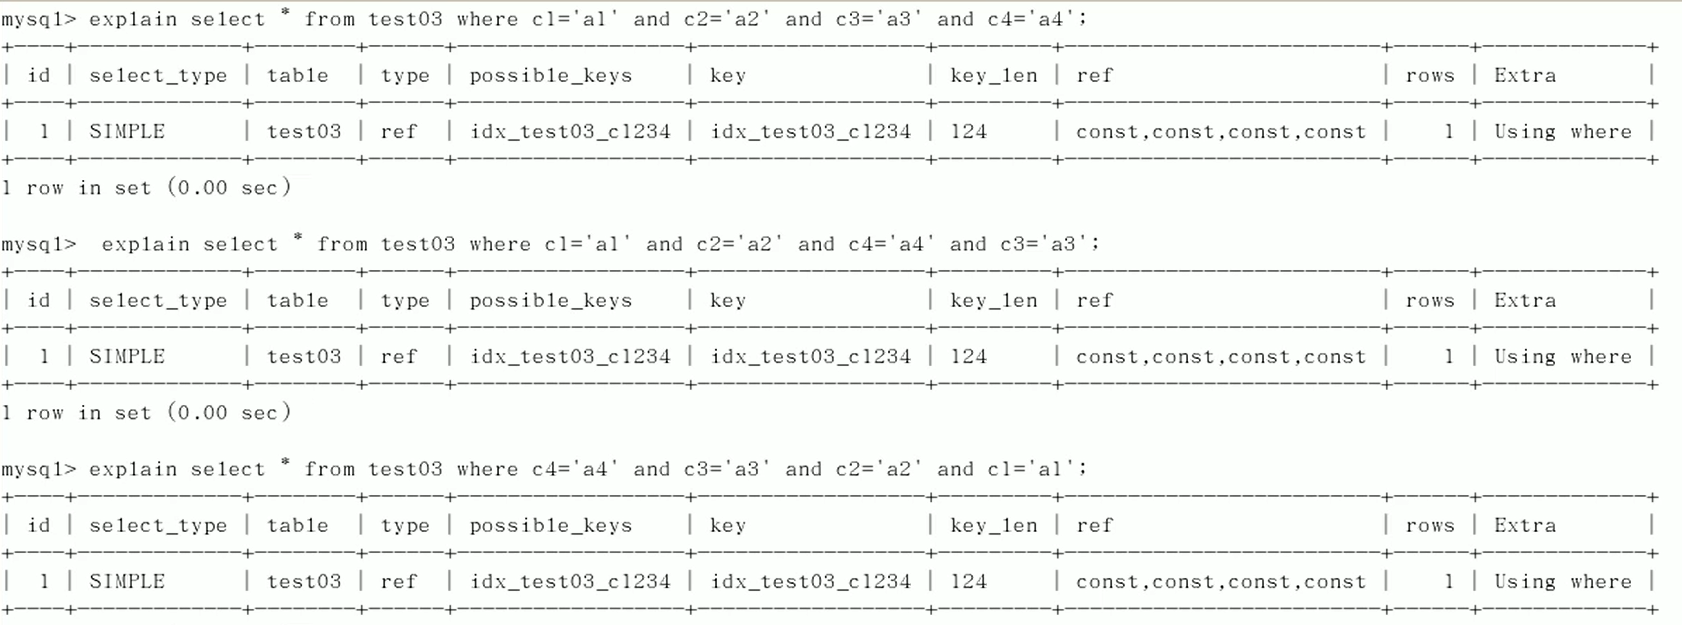 mysql> explain select * from test03 where c1='a1' and c2='a2' and c3='a3' and c4='a4';
+----+-------------+--------+------+------------------+------------------+---------+-------------------------+------+-------------+
| id | select_type | table  | type | possible_keys    | key              | key_len | ref                     | rows | Extra       |
+----+-------------+--------+------+------------------+------------------+---------+-------------------------+------+-------------+
|  1 | SIMPLE      | test03 | ref  | idx_test03_c1234 | idx_test03_c1234 | 124     | const,const,const,const |    1 | Using where |
+----+-------------+--------+------+------------------+------------------+---------+-------------------------+------+-------------+
1 row in set (0.00 sec)
mysql>  explain select * from test03 where c1='a1' and c2='a2' and c4='a4' and c3='a3';
+----+-------------+--------+------+------------------+------------------+---------+-------------------------+------+-------------+
| id | select_type | table  | type | possible_keys    | key              | key_len | ref                     | rows | Extra       |
+----+-------------+--------+------+------------------+------------------+---------+-------------------------+------+-------------+
|  1 | SIMPLE      | test03 | ref  | idx_test03_c1234 | idx_test03_c1234 | 124     | const,const,const,const |    1 | Using where |
+----+-------------+--------+------+------------------+------------------+---------+-------------------------+------+-------------+
1 row in set (0.00 sec)
mysql> explain select * from test03 where c4='a4' and c3='a3' and c2='a2' and c1='a1';
+----+-------------+--------+------+------------------+------------------+---------+-------------------------+------+-------------+
| id | select_type | table  | type | possible_keys    | key              | key_len | ref                     | rows | Extra       |
+----+-------------+--------+------+------------------+------------------+---------+-------------------------+------+-------------+
|  1 | SIMPLE      | test03 | ref  | idx_test03_c1234 | idx_test03_c1234 | 124     | const,const,const,const |    1 | Using where |
+----+-------------+--------+------+------------------+------------------+---------+-------------------------+------+-------------+